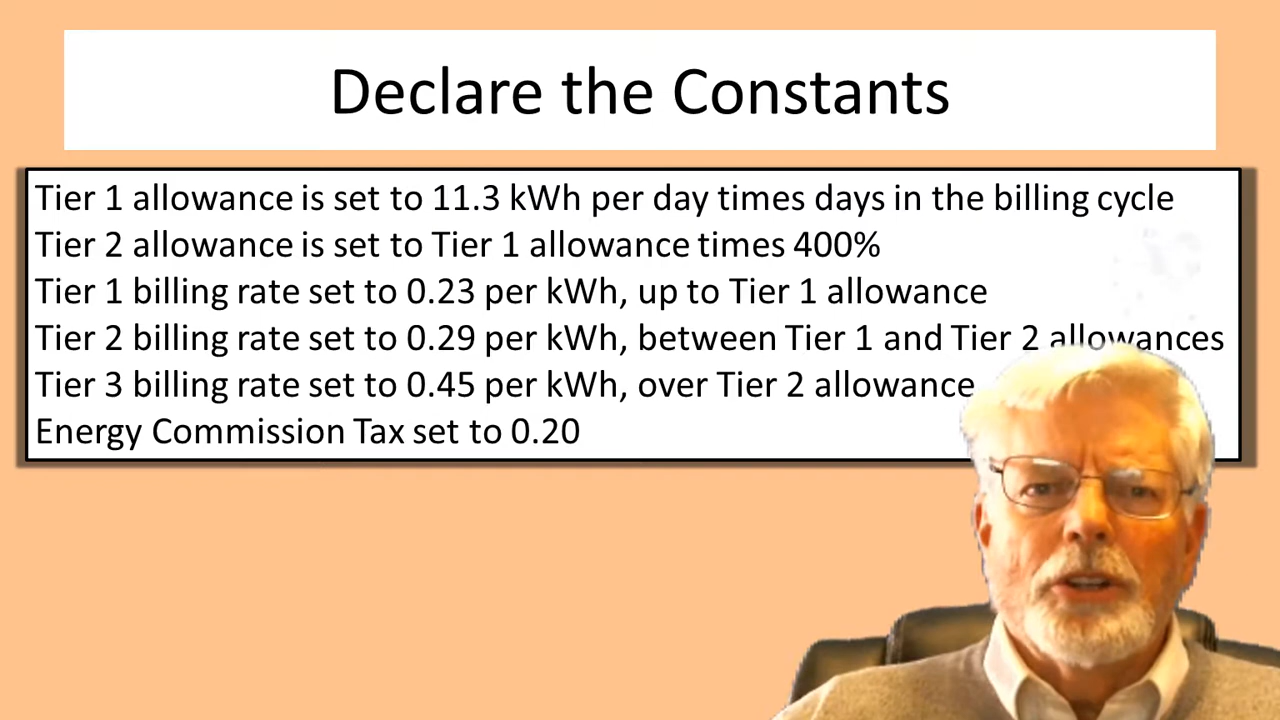 Declare the Constants
Tier 1 allowance is set to 11.3 kWh per day times days in the billing cycle
Tier 2 allowance is set to Tier 1 allowance times 400%
Tier 1 billing rate set to 0.23 per kWh, up to Tier 1 allowance
Tier 2 billing rate set to 0.29 per kWh, between Tier 1 and Tier 2 allowances
Tier 3 billing rate set to 0.45 per kWh, over Tier 2 allowance
Energy Commission Tax set to 0.20